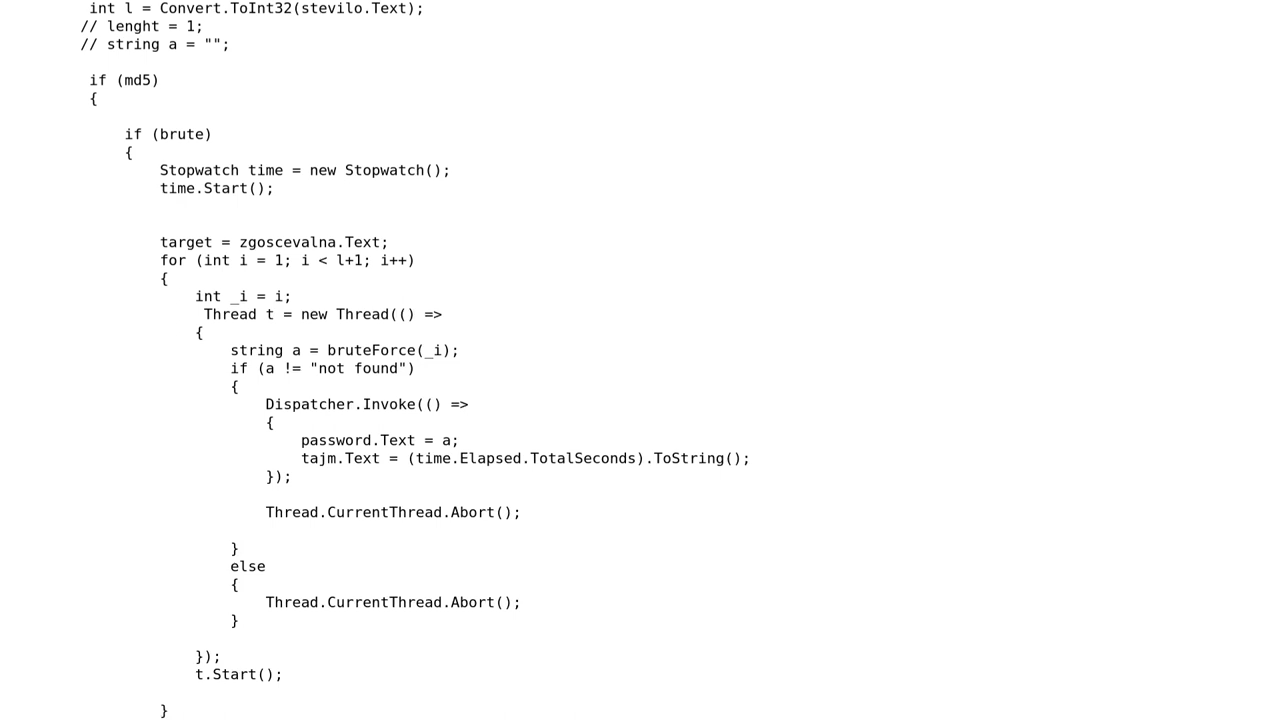 int l = Convert.ToInt32(stevilo.Text);
// lenght = 1;
// string a = "";
if (md5)
{
if (brute)
{
Stopwatch time = new Stopwatch();
time.Start();
target = zgoscevalna.Text;
for (int i = 1; i < l+1; i++)
{
int _i = i;
Thread t = new Thread(() =>
{
string a = bruteForce(_i);
if (a != "not found")
{
Dispatcher.Invoke(() =>
{
password.Text = a;
tajm.Text = (time.Elapsed.TotalSeconds).ToString();
});
Thread.CurrentThread.Abort();
}
else
{
Thread.CurrentThread.Abort();
}
});
t.Start();
}